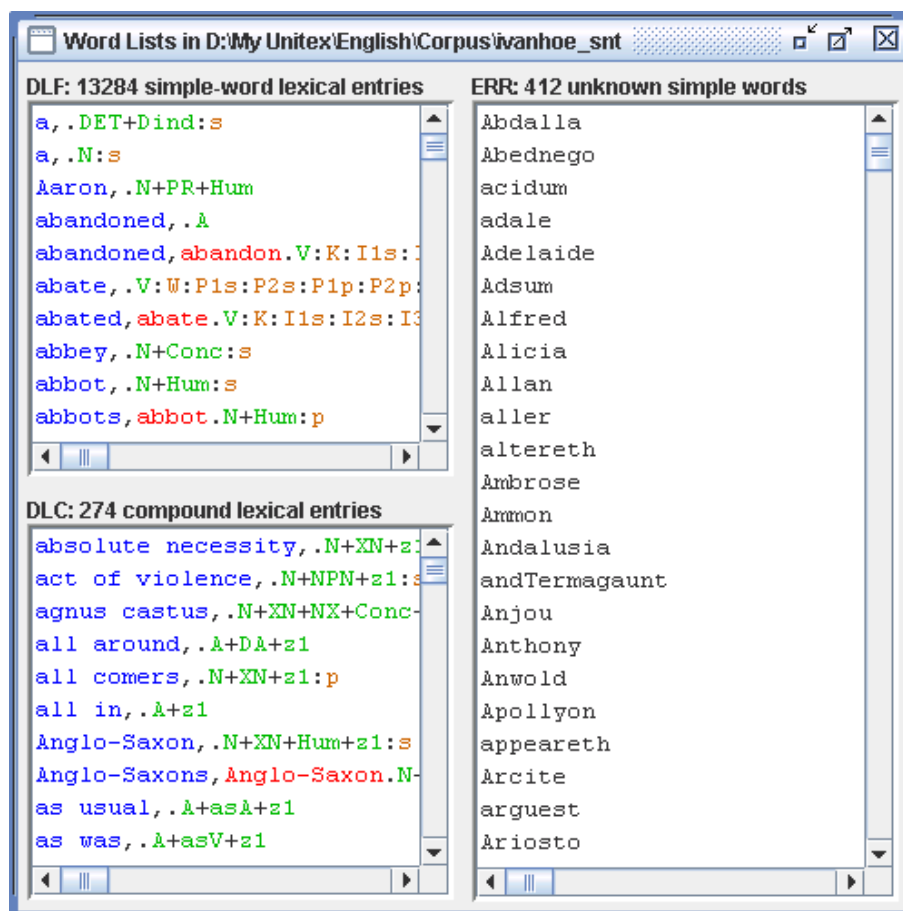 Word Lists in D:\My Unitex\English\Corpus\ivanhoe_snt
DLF: 13284 simple-word lexical entries
a,.DET+Dind:s
a,.N:s
Aaron,.N+PR+Hum
abandoned,.A
abandoned,abandon.V:K:I1s:
abate,.V:W:P1s:P2s:P1p:P2p:
abated,abate.V:K:I1s:I2s:I3
abbey,.N+Conc:s
abbot,.N+Hum:s
abbots,abbot.N+Hum:p
DLC: 274 compound lexical entries
absolute necessity,.N+XN+z1
act of violence,.N+NPN+z1:s
agnus castus,.N+XN+NX+Conc-
all around,.A+DA+z1
all comers,.N+XN+z1:p
all in,.A+z1
Anglo-Saxon,.N+XN+Hum+z1:s
Anglo-Saxons,Anglo-Saxon.N-
as usual,.A+asA+z1
as was,.A+asV+z1
ERR: 412 unknown simple words
Abdalla
Abednego
acidum
adale
Adelaide
Adsum
Alfred
Alicia
Allan
aller
altereth
Ambrose
Ammon
Andalusia
andTermagaunt
Anjou
Anthony
Anwold
Apollyon
appeareth
Arcite
arguest
Ariosto